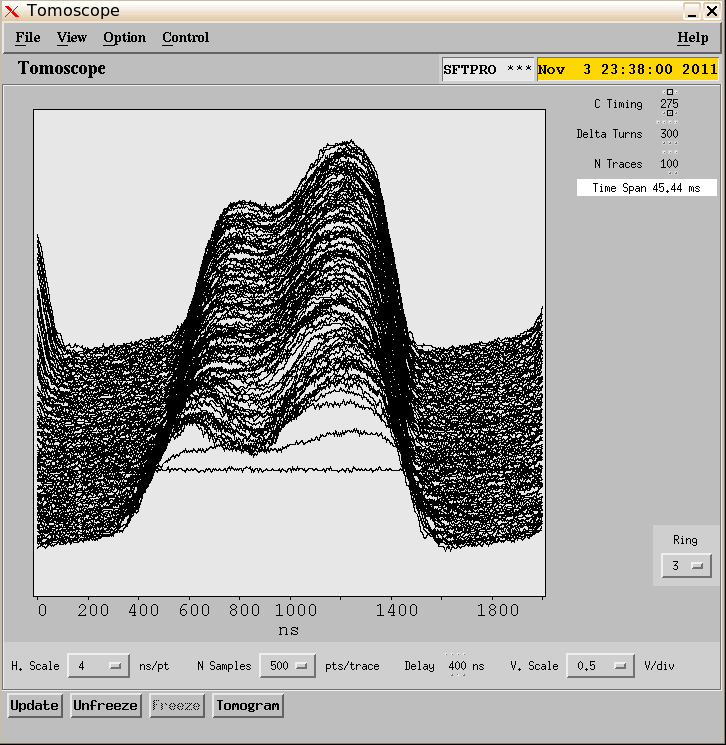 Tomoscope
File View Option Control Help
Tomoscope SFTPRO *** Nov 3 23:38:00 2011
C Timing 275
Delta Turns 300
N Traces 100
Time Span 45.44 ms
Ring
3
0 200 400 600 800 1000 1400 1800
ns
H. Scale 4 ns/pt N Samples 500 pts/trace Delay 400 ns V. Scale 0.5 V/div
Update Unfreeze Freeze Tomogram